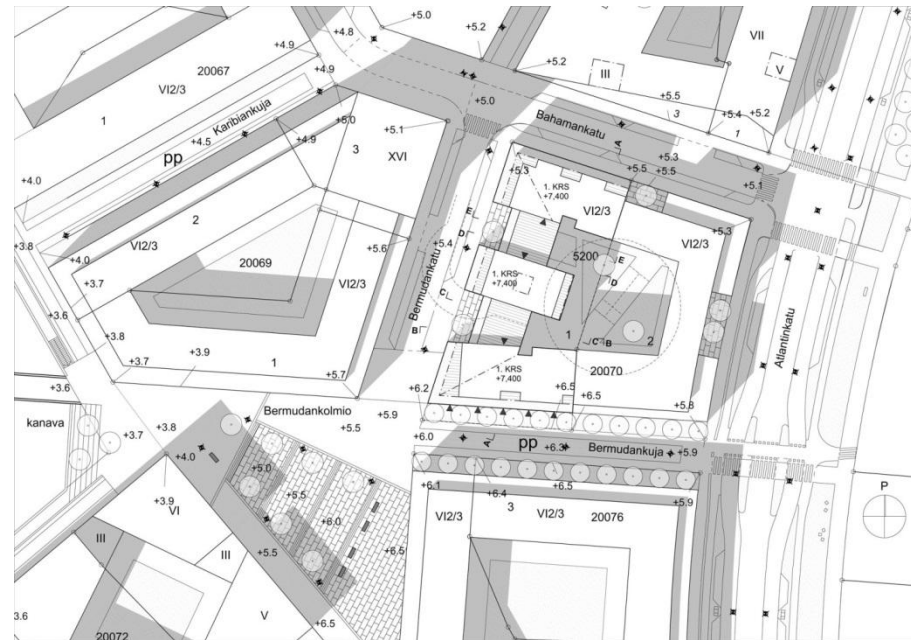 +5.0
+4.8
+5.2
VII
+4.9
20067
+5.2
III
V
VI2/3
+4.9
+5.0
+5.5
3
+5.4
+5.2
1
1
Karibiankuja
+4.5
+5.0
+5.1
Bahamankatu
pp
+4.9
3
XVI
A
+5.3
+5.5
+5.5
+5.1
+4.0
+5.3
1. KRS
+7,400
VI2/3
2
E
+5.3
+3.8
VI2/3
+5.6
D
+5.4
VI2/3
+4.0
20069
5200
E
1. KRS
+7,400
D
+3.7
VI2/3
C
Bermudankatu
Atlantinkatu
+3.6
B
1
C
B
2
+3.8
20070
+3.7
+3.9
1
+5.7
1. KRS
+7,400
+6.5
+3.6
+6.2
+6.5
+5.8
Bermudankolmio
+5.9
kanava
+3.7
+3.8
+5.5
+6.0
A
pp
+6.3
Bermudankuja
+5.9
+4.0
+5.0
P
+3.9
+5.5
+6.1
+6.4
+6.5
+5.9
VI
+6.0
VI2/3
3
VI2/3
20076
III
III
+5.5
+6.5
3.6
V
20072
+6.5